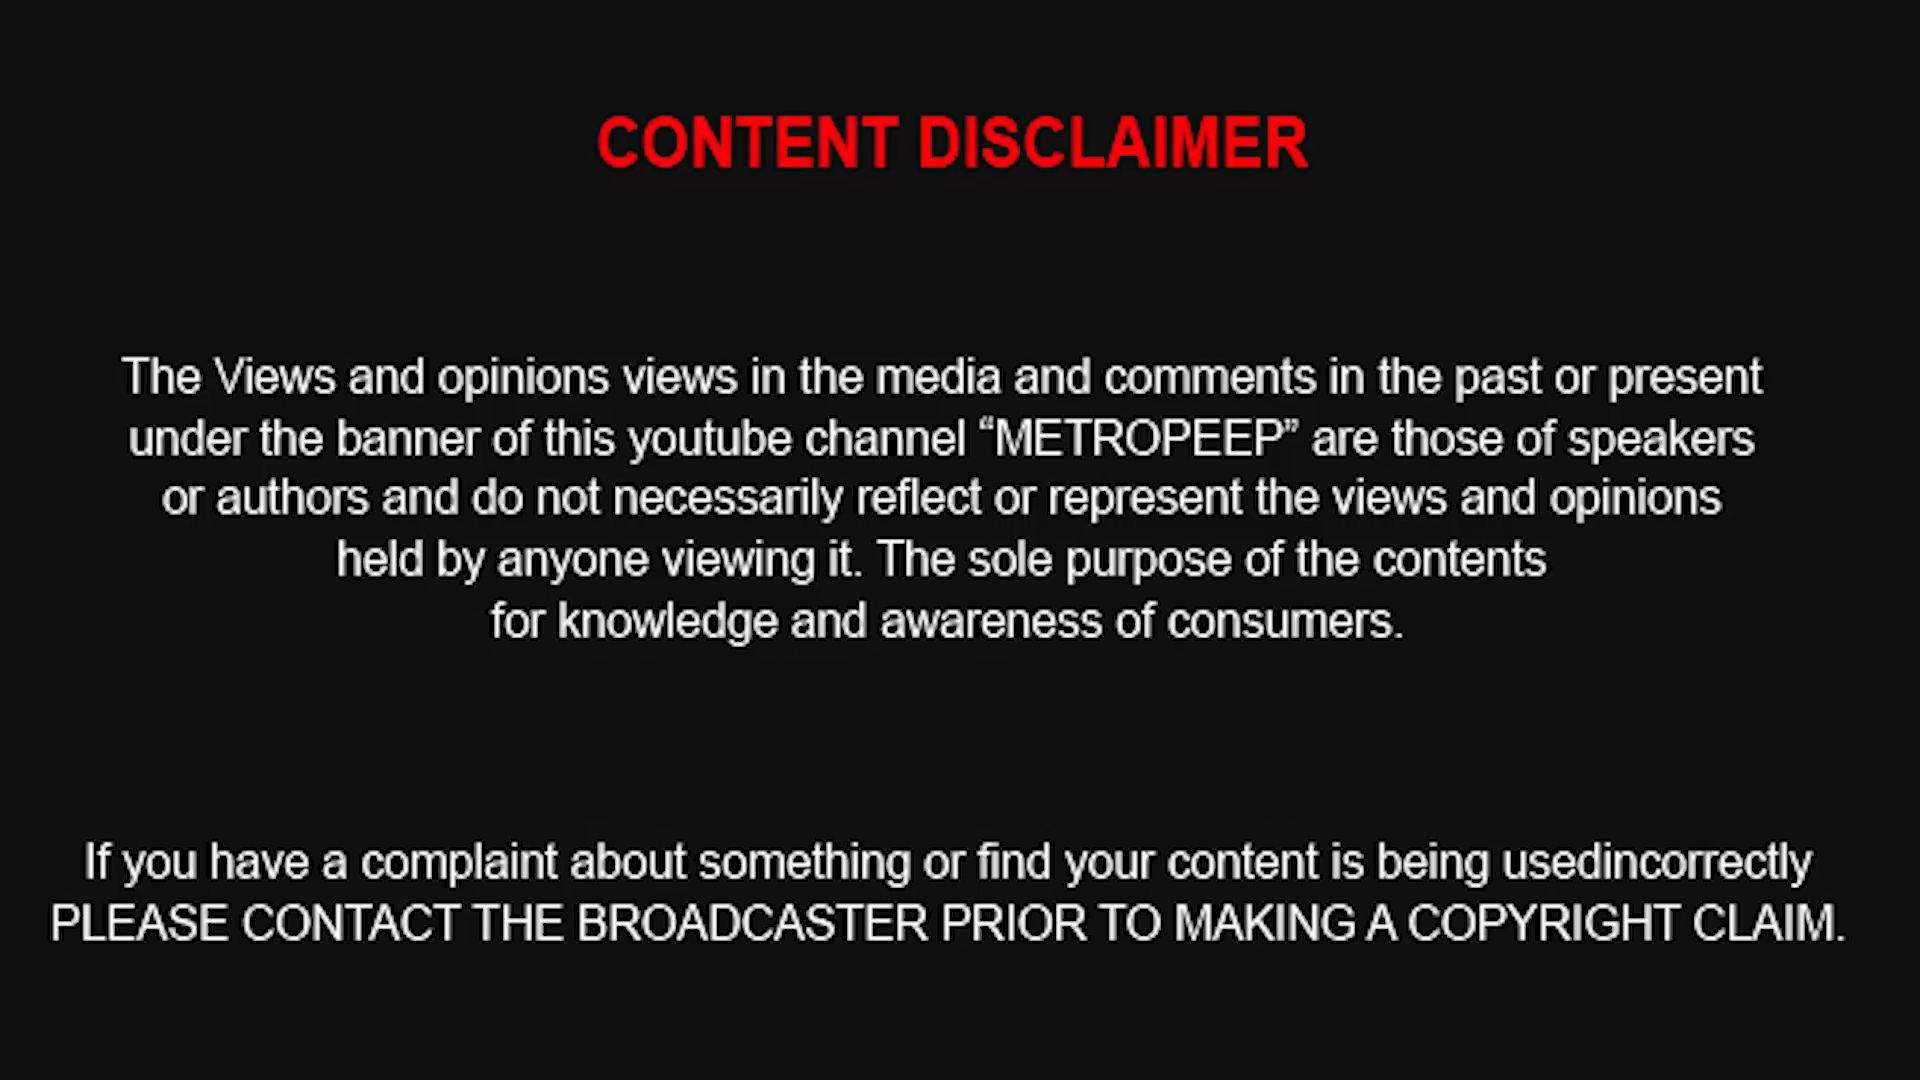 CONTENT DISCLAIMER
The Views and opinions views in the media and comments in the past or present
under the banner of this youtube channel “METROPEEP” are those of speakers
or authors and do not necessarily reflect or represent the views and opinions
held by anyone viewing it. The sole purpose of the contents
for knowledge and awareness of consumers.
If you have a complaint about something or find your content is being usedincorrectly
PLEASE CONTACT THE BROADCASTER PRIOR TO MAKING A COPYRIGHT CLAIM.